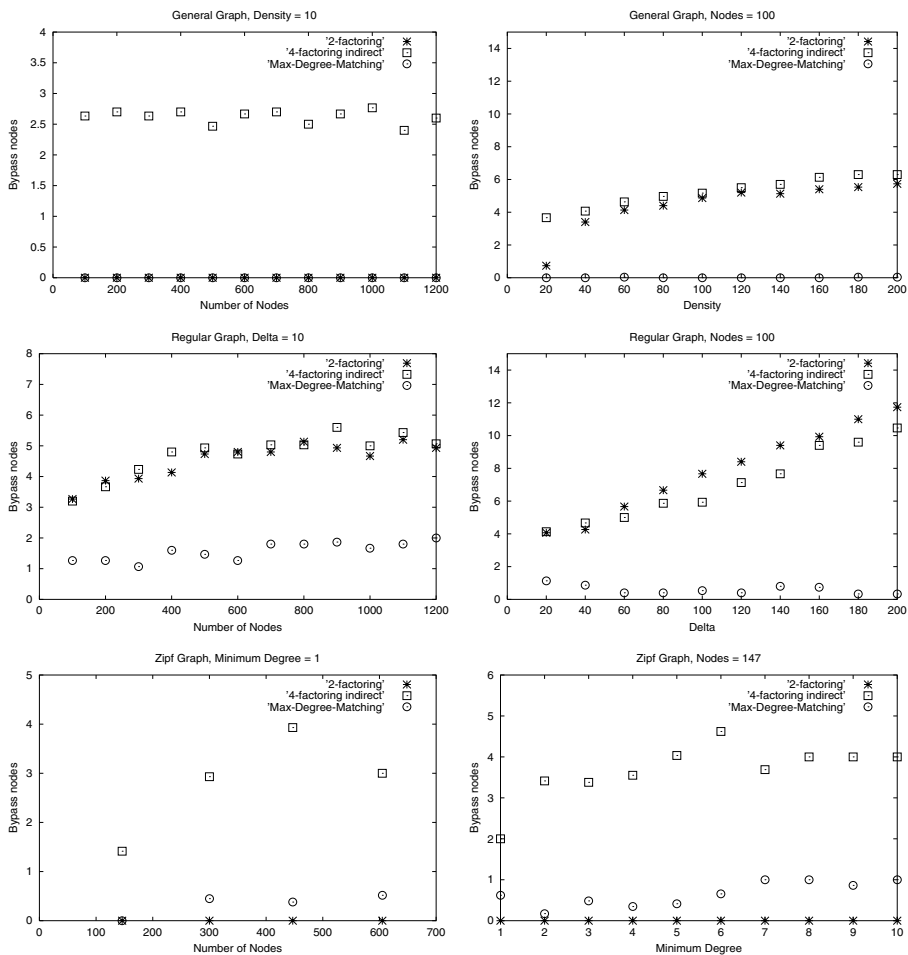 General Graph, Density = 10
'2-factoring'
'4-factoring indirect'
'Max-Degree-Matching'
Bypass nodes
4
3.5
3
2.5
2
1.5
1
0.5
0
0 200 400 600 800 1000 1200
Number of Nodes
General Graph, Nodes = 100
'2-factoring'
'4-factoring indirect'
'Max-Degree-Matching'
Bypass nodes
14
12
10
8
6
4
2
0
0 20 40 60 80 100 120 140 160 180 200
Density
Regular Graph, Delta = 10
'2-factoring'
'4-factoring indirect'
'Max-Degree-Matching'
Bypass nodes
8
7
6
5
4
3
2
1
0
0 200 400 600 800 1000 1200
Number of Nodes
Regular Graph, Nodes = 100
'2-factoring'
'4-factoring indirect'
'Max-Degree-Matching'
Bypass nodes
14
12
10
8
6
4
2
0
0 20 40 60 80 100 120 140 160 180 200
Delta
Zipf Graph, Minimum Degree = 1
'2-factoring'
'4-factoring indirect'
'Max-Degree-Matching'
Bypass nodes
5
4
3
2
1
0
0 100 200 300 400 500 600 700
Number of Nodes
Zipf Graph, Nodes = 147
'2-factoring'
'4-factoring indirect'
'Max-Degree-Matching'
Bypass nodes
6
5
4
3
2
1
0
1 2 3 4 5 6 7 8 9 10
Minimum Degree